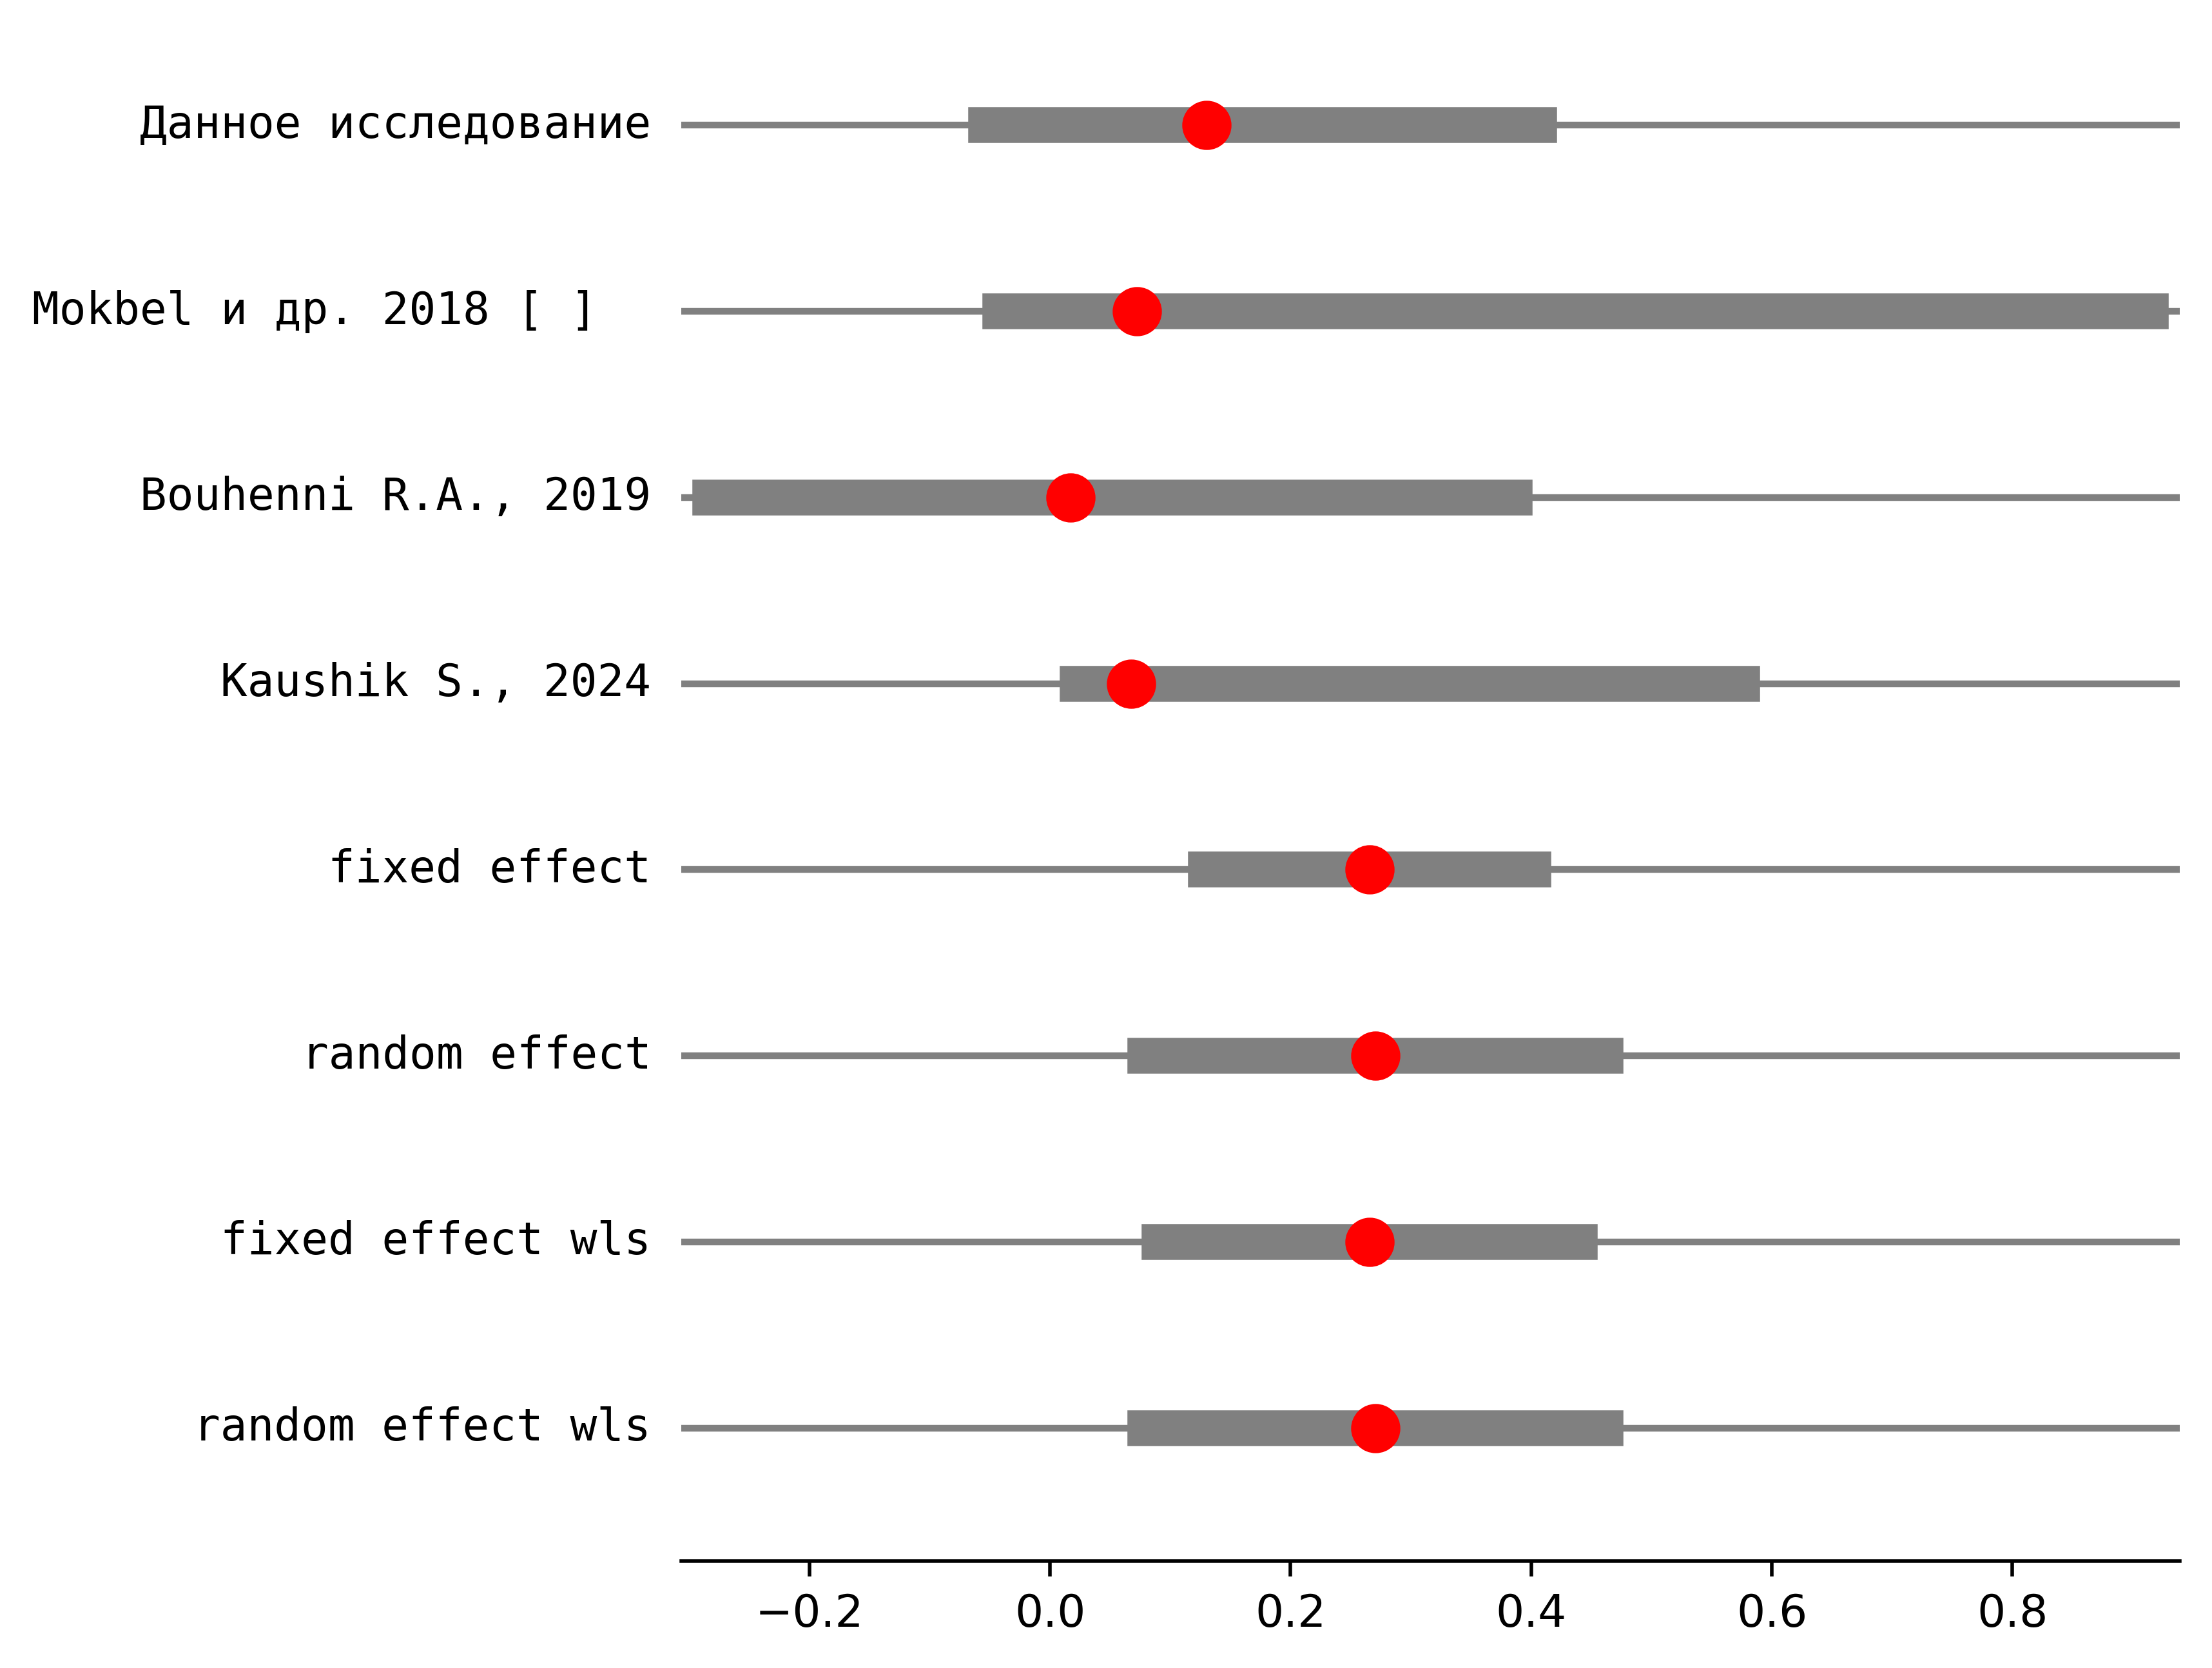 Данное исследование
Mokbel и др. 2018 [ ]
Bouhenni R.A., 2019
Kaushik S., 2024
fixed effect
random effect
fixed effect wls
random effect wls
−0.2 0.0 0.2 0.4 0.6 0.8